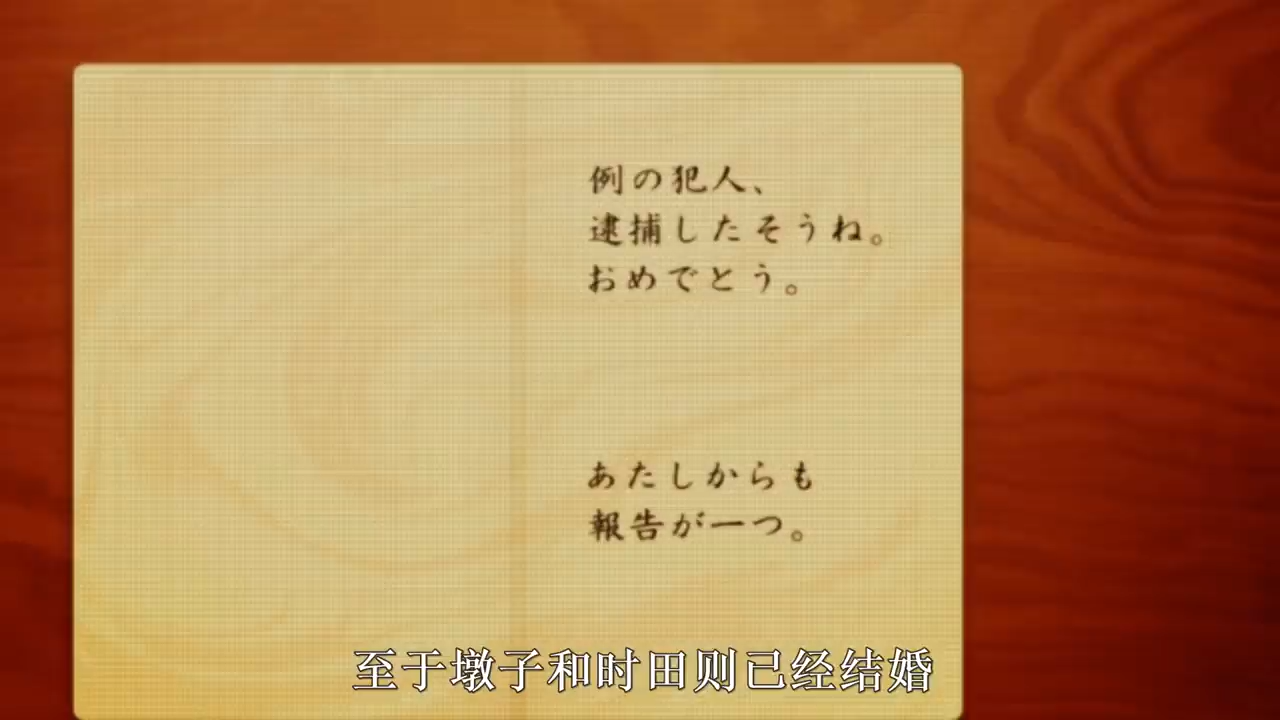 例の犯人、
逮捕したそうね。
おめでとう。
あたしからも
報告が一つ。
至于墩子和时田则已经结婚